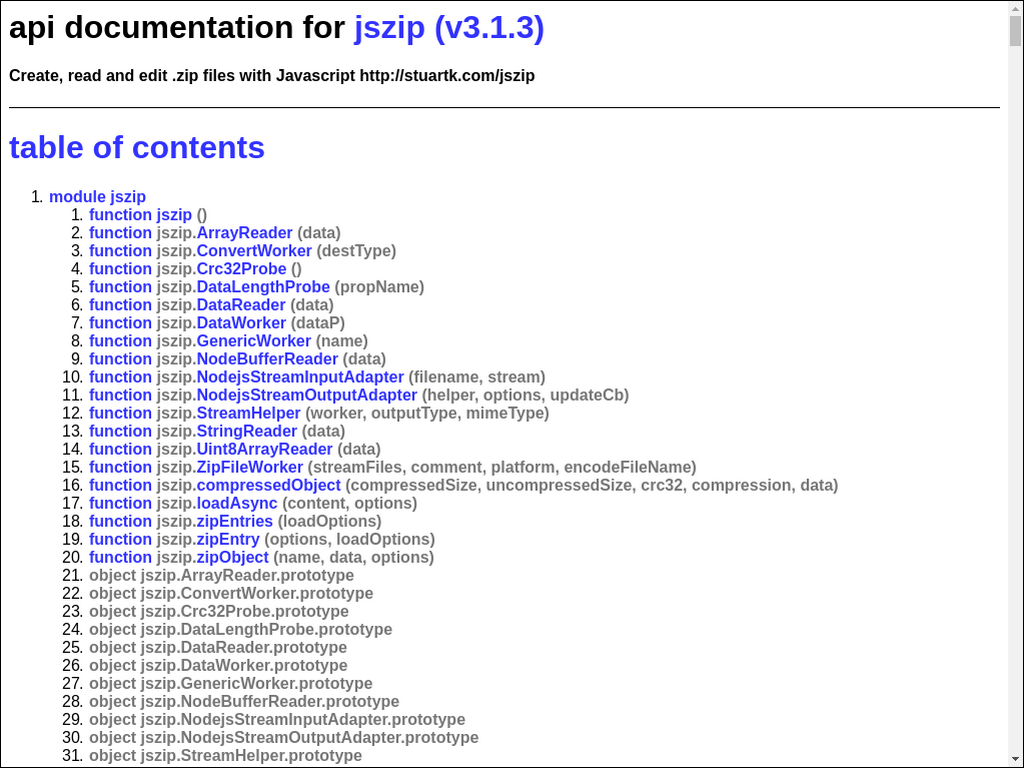 api documentation for jszip (v3.1.3)
Create, read and edit .zip files with Javascript http://stuartk.com/jszip
table of contents
1. module jszip
1. function jszip ()
2. function jszip.ArrayReader (data)
3. function jszip.ConvertWorker (destType)
4. function jszip.Crc32Probe ()
5. function jszip.DataLengthProbe (propName)
6. function jszip.DataReader (data)
7. function jszip.DataWorker (dataP)
8. function jszip.GenericWorker (name)
9. function jszip.NodeBufferReader (data)
10. function jszip.NodejsStreamInputAdapter (filename, stream)
11. function jszip.NodejsStreamOutputAdapter (helper, options, updateCb)
12. function jszip.StreamHelper (worker, outputType, mimeType)
13. function jszip.StringReader (data)
14. function jszip.Uint8ArrayReader (data)
15. function jszip.ZipFileWorker (streamFiles, comment, platform, encodeFileName)
16. function jszip.compressedObject (compressedSize, uncompressedSize, crc32, compression, data)
17. function jszip.loadAsync (content, options)
18. function jszip.zipEntries (loadOptions)
19. function jszip.zipEntry (options, loadOptions)
20. function jszip.zipObject (name, data, options)
21. object jszip.ArrayReader.prototype
22. object jszip.ConvertWorker.prototype
23. object jszip.Crc32Probe.prototype
24. object jszip.DataLengthProbe.prototype
25. object jszip.DataReader.prototype
26. object jszip.DataWorker.prototype
27. object jszip.GenericWorker.prototype
28. object jszip.NodeBufferReader.prototype
29. object jszip.NodejsStreamInputAdapter.prototype
30. object jszip.NodejsStreamOutputAdapter.prototype
31. object jszip.StreamHelper.prototype